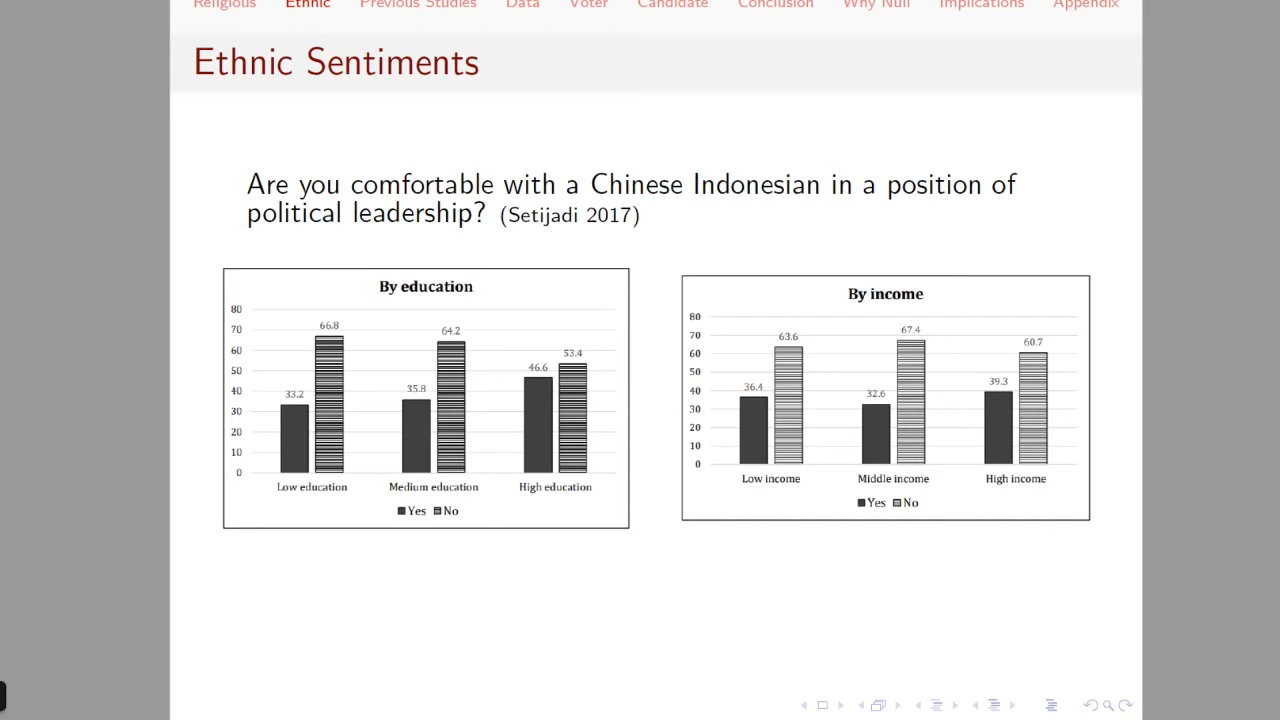 Religious Ethnic Previous Studies Data Voter Candidate Conclusion Why Null Implications Appendix
Ethnic Sentiments
Are you comfortable with a Chinese Indonesian in a position of
political leadership? (Setijadi 2017)
By education
80
70
60
50
40
30
20
10
0
33.2
66.8
35.8
64.2
46.6
53.4
Low education
Medium education
High education
Yes No
By income
80
70
60
50
40
30
20
10
0
36.4
63.6
32.6
67.4
39.3
60.7
Low income
Middle income
High income
Yes No